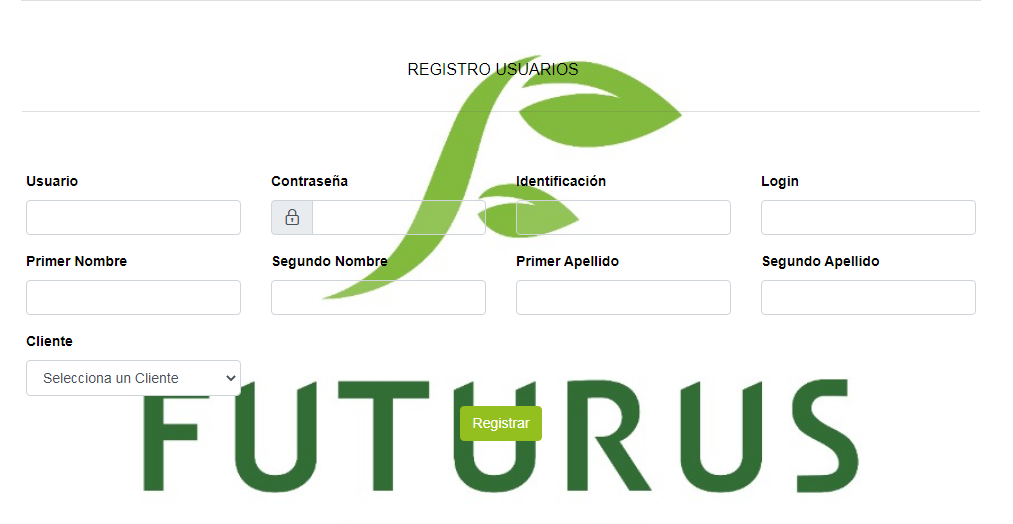 REGISTRO USUARIOS
Usuario Contraseña Identificación Login
Primer Nombre Segundo Nombre Primer Apellido Segundo Apellido
Cliente
Selecciona un Cliente
FUTURUS
Registrar